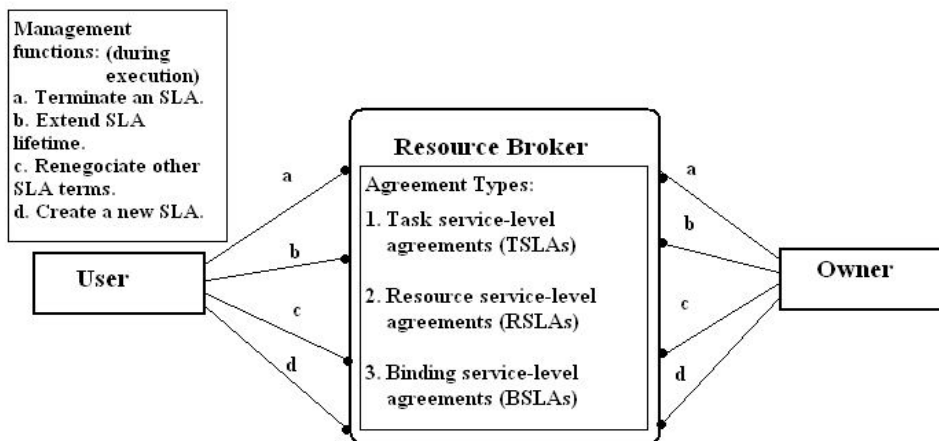 Management
functions: (during
execution)
a. Terminate an SLA.
b. Extend SLA
lifetime.
c. Renegociate other
SLA terms.
d. Create a new SLA.
User
a
b
c
d
Resource Broker
Agreement Types:
1. Task service-level
agreements (TSLAs)
2. Resource service-level
agreements (RSLAs)
3. Binding service-level
agreements (BSLAs)
a
b
c
d
Owner